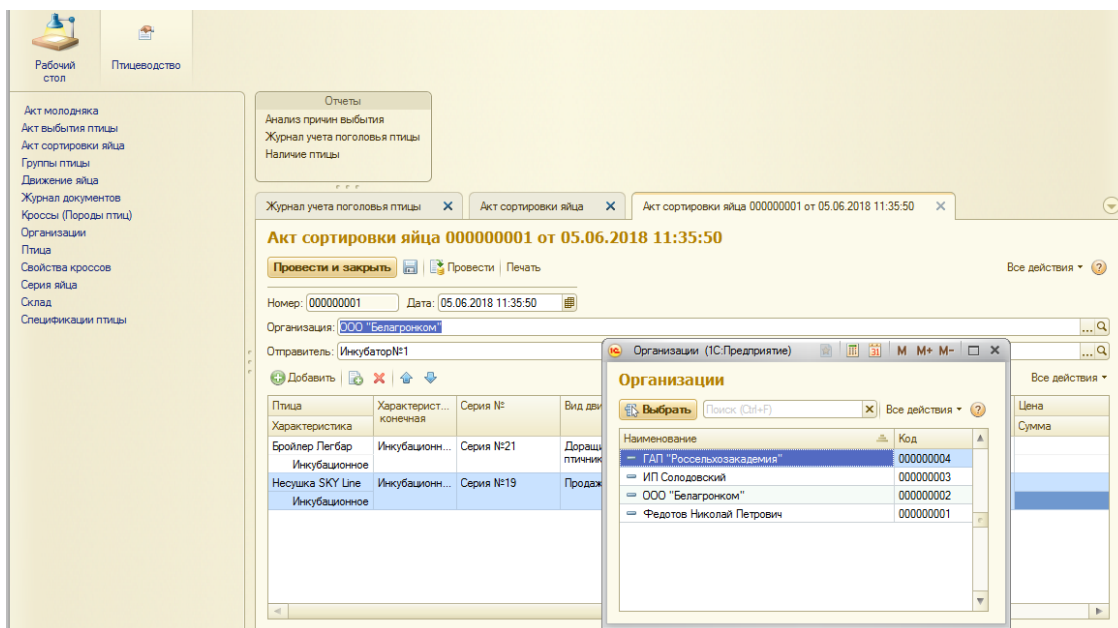 Рабочий
стол
Птицеводство
Акт молодняка
Акт выбытия птицы
Акт сортировки яйца
Группы птицы
Движение яйца
Журнал документов
Кроссы (Породы птиц)
Организации
Птица
Свойства кроссов
Серия яйца
Склад
Спецификации птицы
Отчеты
Анализ причин выбытия
Журнал учета поголовья птицы
Наличие птицы
Журнал учета поголовья птицы
Акт сортировки яйца
Акт сортировки яйца 000000001 от 05.06.2018 11:35:50
Акт сортировки яйца 000000001 от 05.06.2018 11:35:50
Провести и закрыть Провести Печать Все действия
Номер: 000000001 Дата: 05.06.2018 11:35:50
Организация: ООО "Белагронком"
Отправитель: Инкубатор№1
Добавить Все действия
Птица Характерист... конечная Серия № Вид дви Цена
Характеристика Сумма
Бройлер Легбар Инкубационн... Серия №21 Доращи птичник
Инкубационное
Несушка SKY Line Инкубационн... Серия №19 Продаж
Инкубационное
Организации (1С:Предприятие) M M+ M-
Организации
Выбрать Поиск (Ctrl+F) Все действия
Наименование Код
ГАП "Россельхозакадемия" 000000004
ИП Солодовский 000000003
ООО "Белагронком" 000000002
Федотов Николай Петрович 000000001